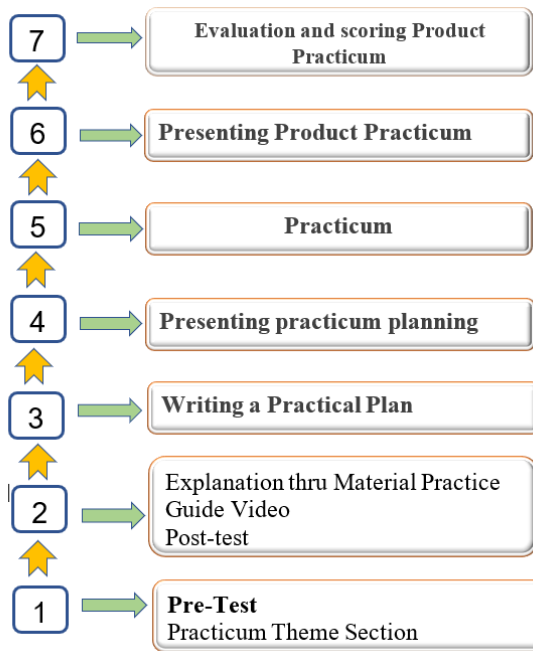 7
Evaluation and scoring Product
Practicum
6
Presenting Product Practicum
5
Practicum
4
Presenting practicum planning
3
Writing a Practical Plan
2
Explanation thru Material Practice
Guide Video
Post-test
1
Pre-Test
Practicum Theme Section